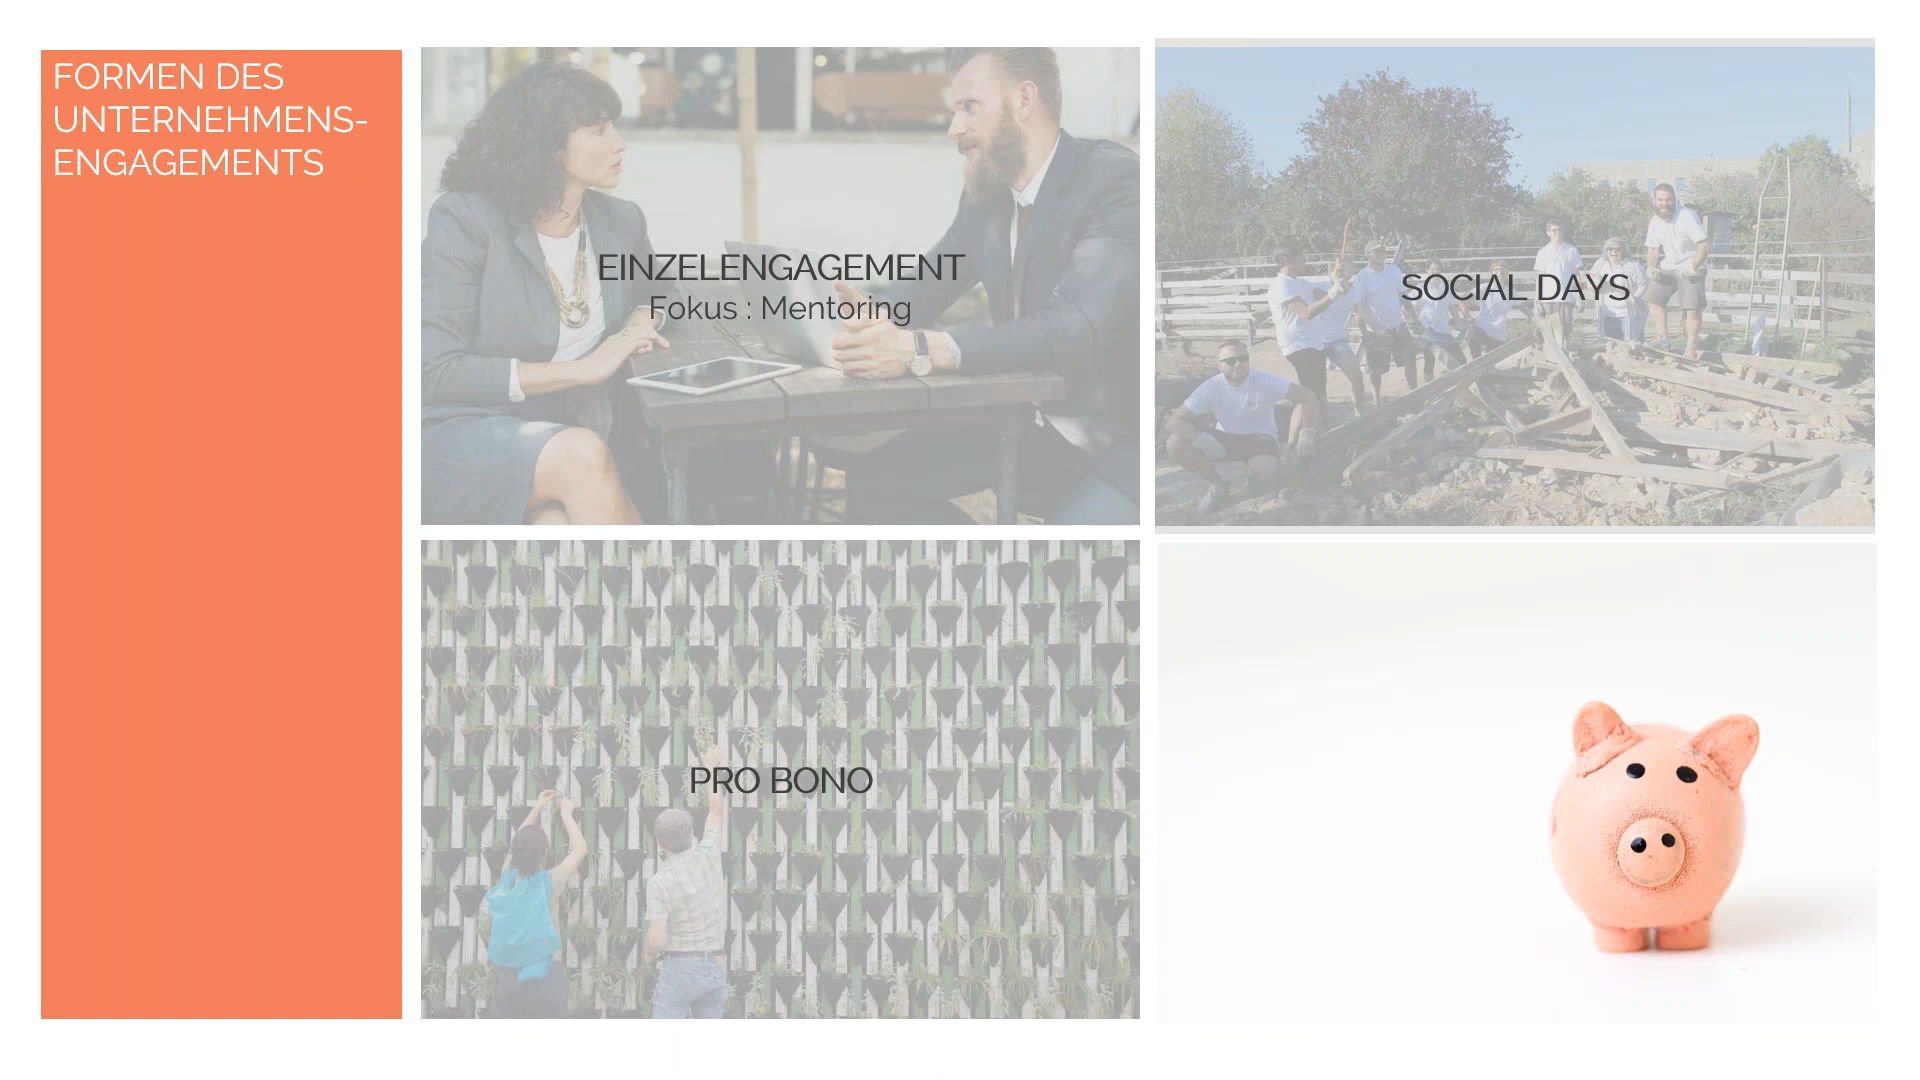 FORMEN DES
UNTERNEHMENS-
ENGAGEMENTS
EINZELENGAGEMENT
Fokus : Mentoring
SOCIAL DAYS
PRO BONO